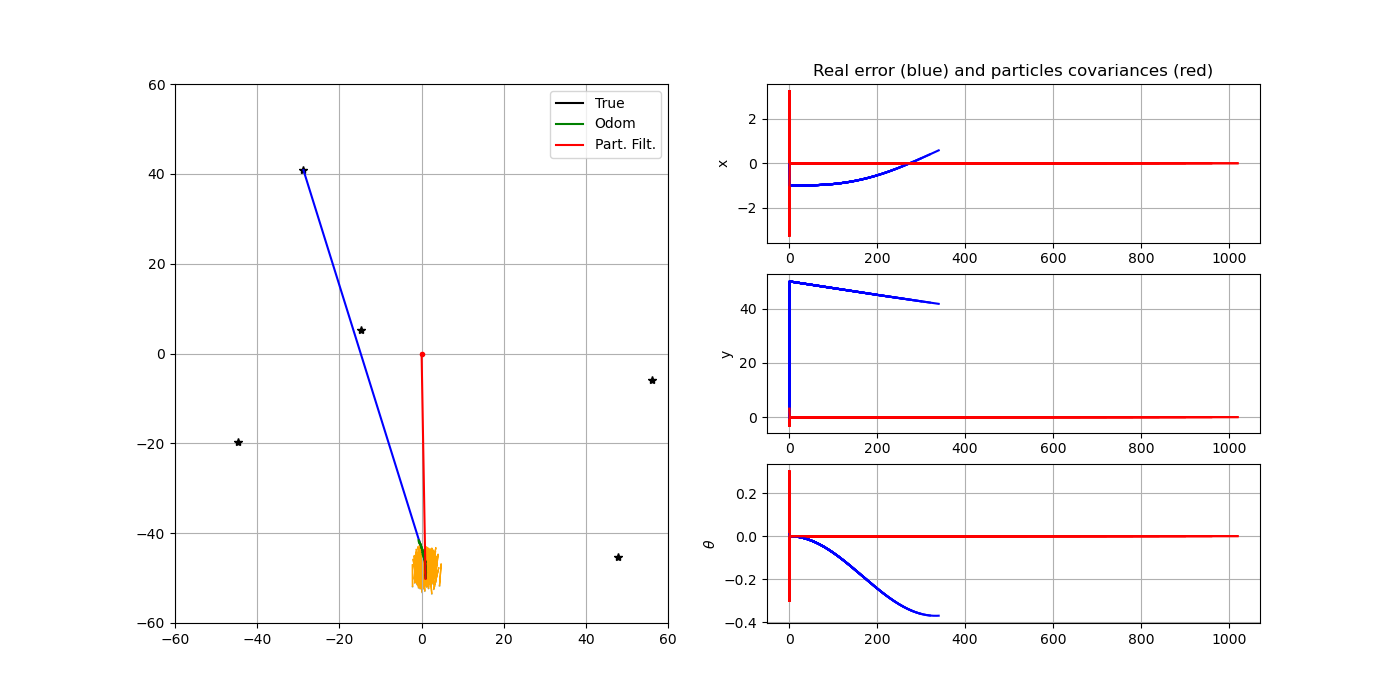 60
40
20
0
−20
−40
−60
−60 −40 −20 0 20 40 60
True
Odom
Part. Filt.
Real error (blue) and particles covariances (red)
x
2
0
−2
0 200 400 600 800 1000
y
40
20
0
0 200 400 600 800 1000
θ
0.2
0.0
−0.2
−0.4
0 200 400 600 800 1000